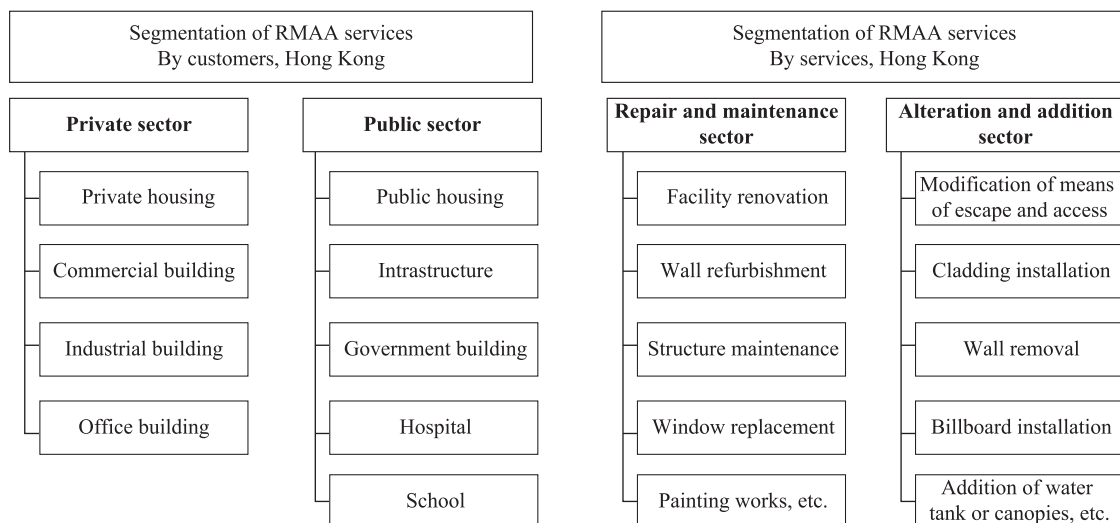 Segmentation of RMAA services
By customers, Hong Kong
Private sector
Private housing
Commercial building
Industrial building
Office building
Public sector
Public housing
Intrastructure
Government building
Hospital
School
Segmentation of RMAA services
By services, Hong Kong
Repair and maintenance
sector
Facility renovation
Wall refurbishment
Structure maintenance
Window replacement
Painting works, etc.
Alteration and addition
sector
Modification of means
of escape and access
Cladding installation
Wall removal
Billboard installation
Addition of water
tank or canopies, etc.